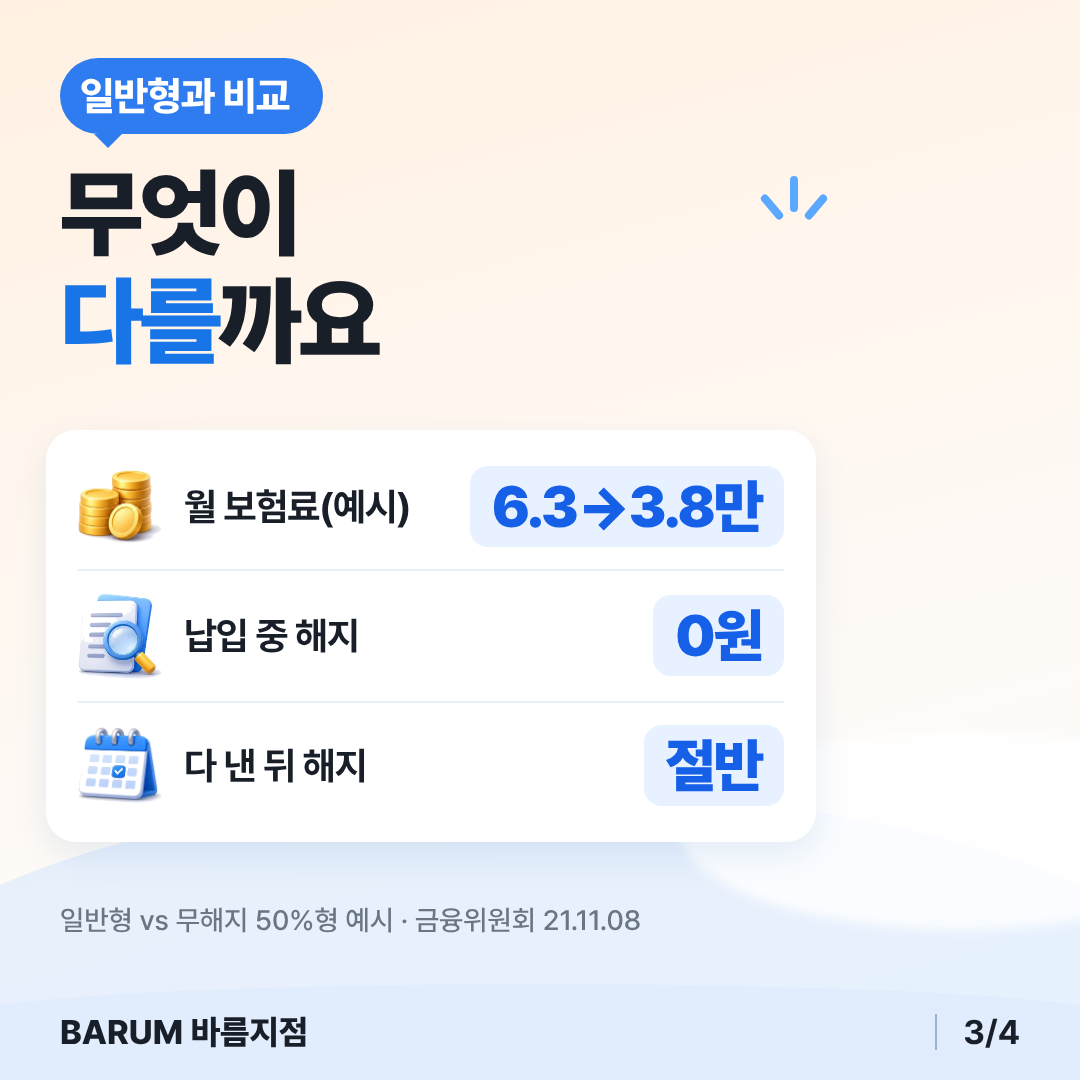 일반형과 비교
무엇이
다를까요
월 보험료(예시) 6.3→3.8만
납입 중 해지 0원
다 낸 뒤 해지 절반
일반형 vs 무해지 50%형 예시 · 금융위원회 21.11.08
BARUM 바름지점 3/4